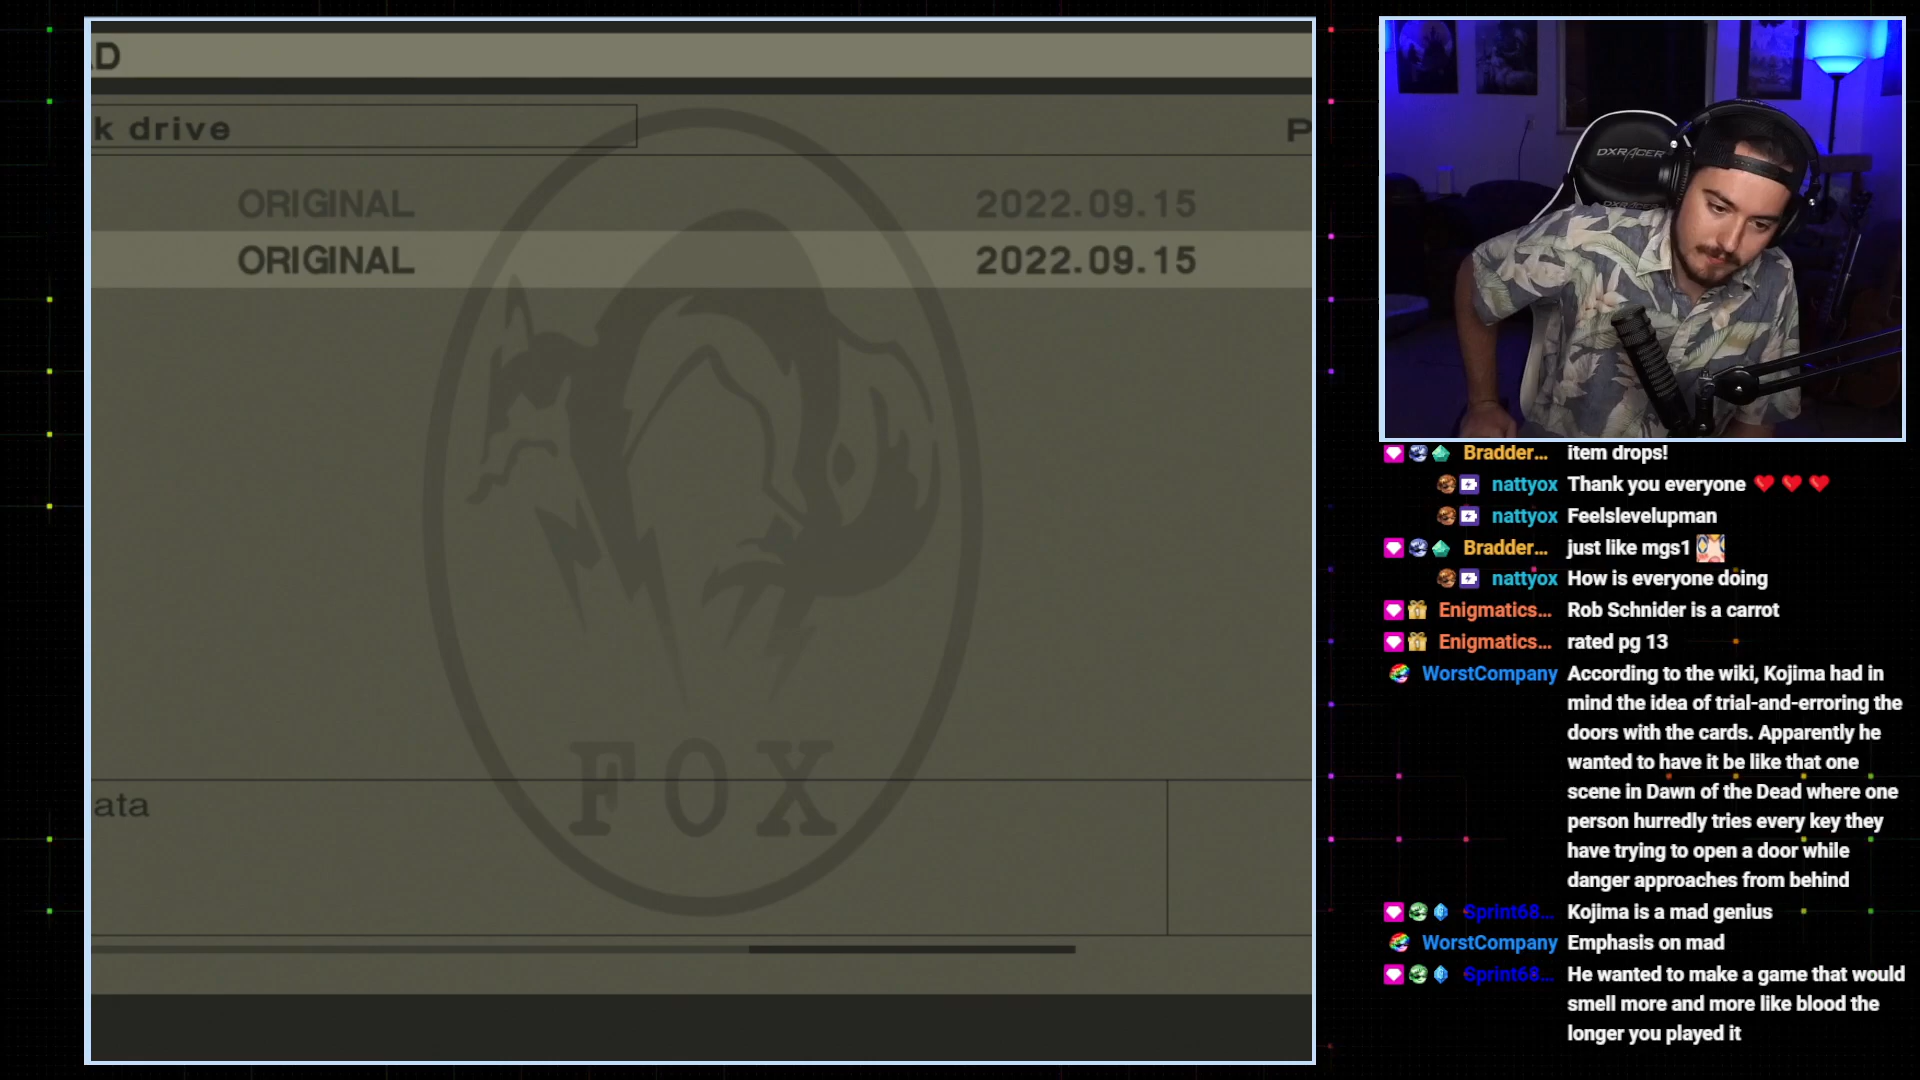 D
k drive
P
ORIGINAL 2022.09.15
ORIGINAL 2022.09.15
FOX
ata
DXRACER
DXRACER
Bradder... item drops!
nattyox Thank you everyone ❤ ❤ ❤
nattyox Feelslevelupman
Bradder... just like mgs1
nattyox How is everyone doing
Enigmatics... Rob Schnider is a carrot
Enigmatics... rated pg 13
WorstCompany According to the wiki, Kojima had in
mind the idea of trial-and-erroring the
doors with the cards. Apparently he
wanted to have it be like that one
scene in Dawn of the Dead where one
person hurredly tries every key they
have trying to open a door while
danger approaches from behind
Sprint68... Kojima is a mad genius
WorstCompany Emphasis on mad
Sprint68... He wanted to make a game that would
smell more and more like blood the
longer you played it